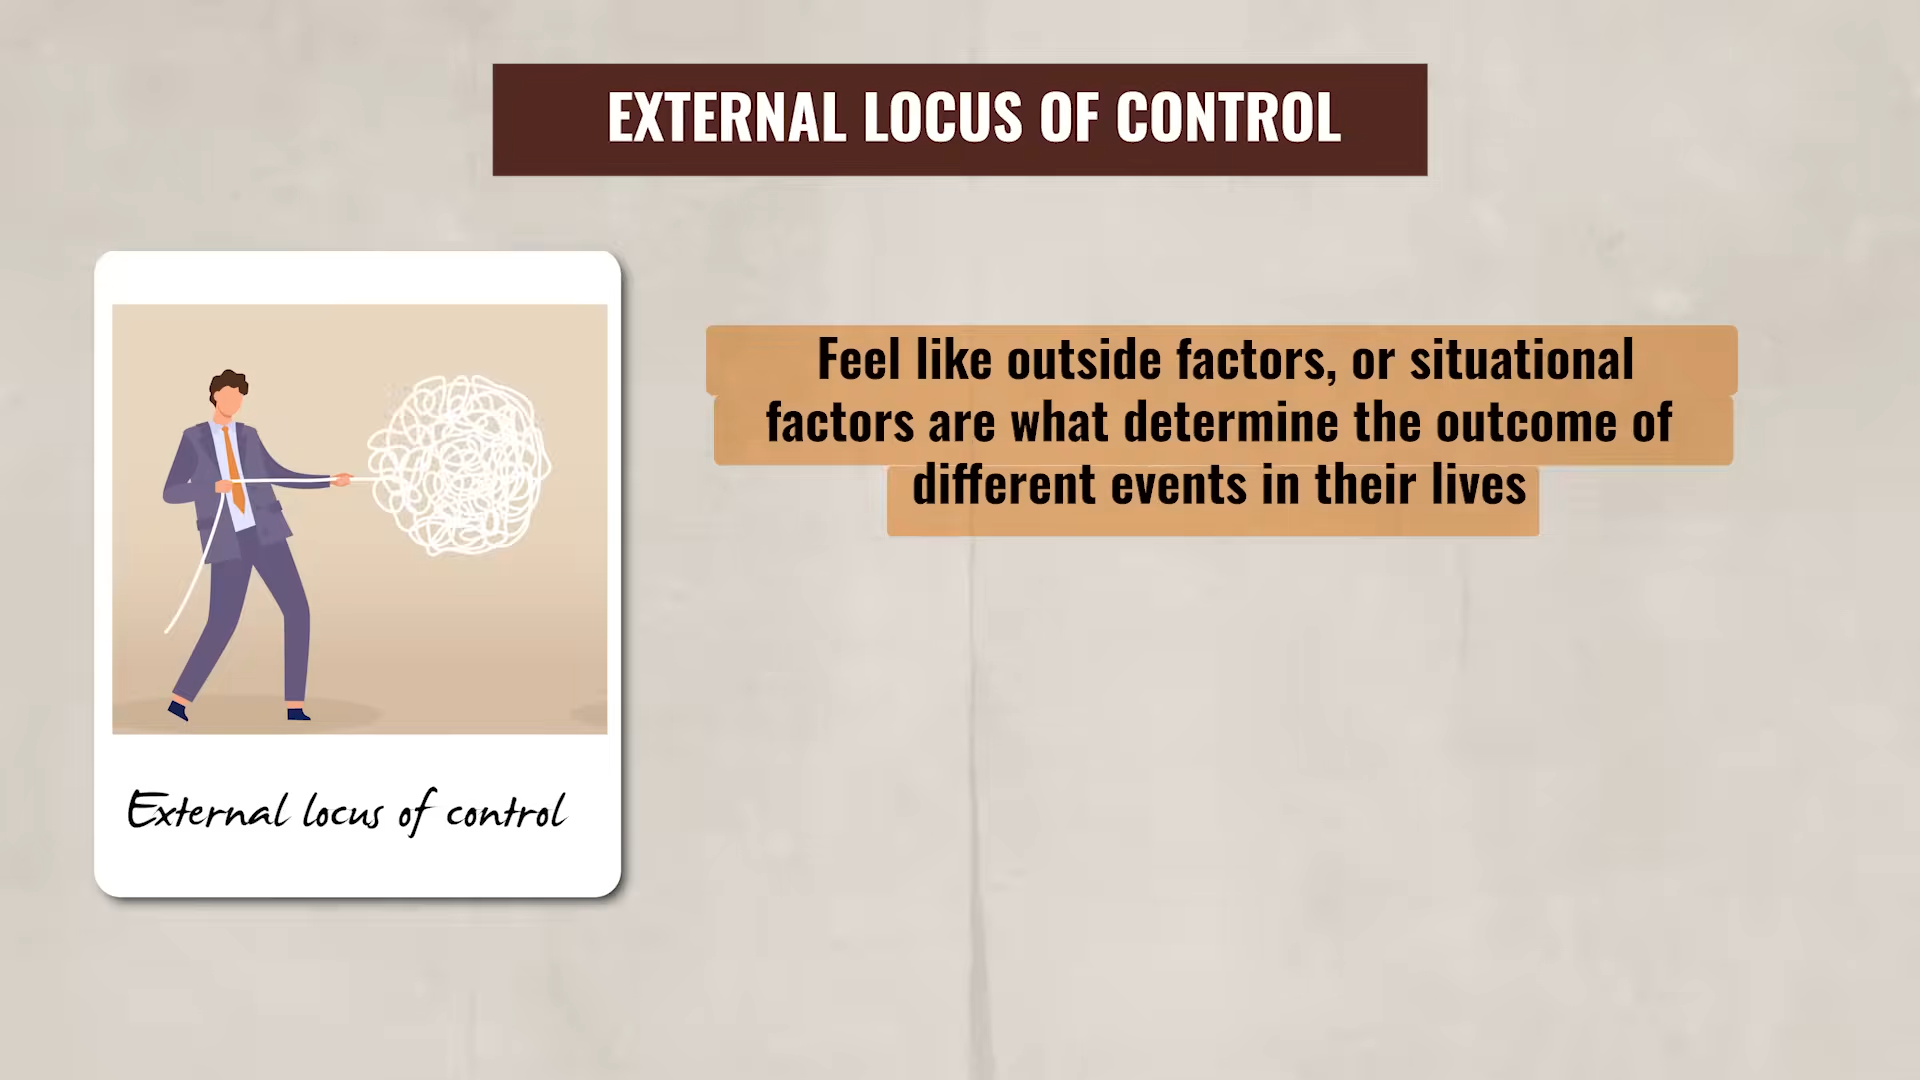 EXTERNAL LOCUS OF CONTROL
Feel like outside factors, or situational
factors are what determine the outcome of
different events in their lives
External locus of control